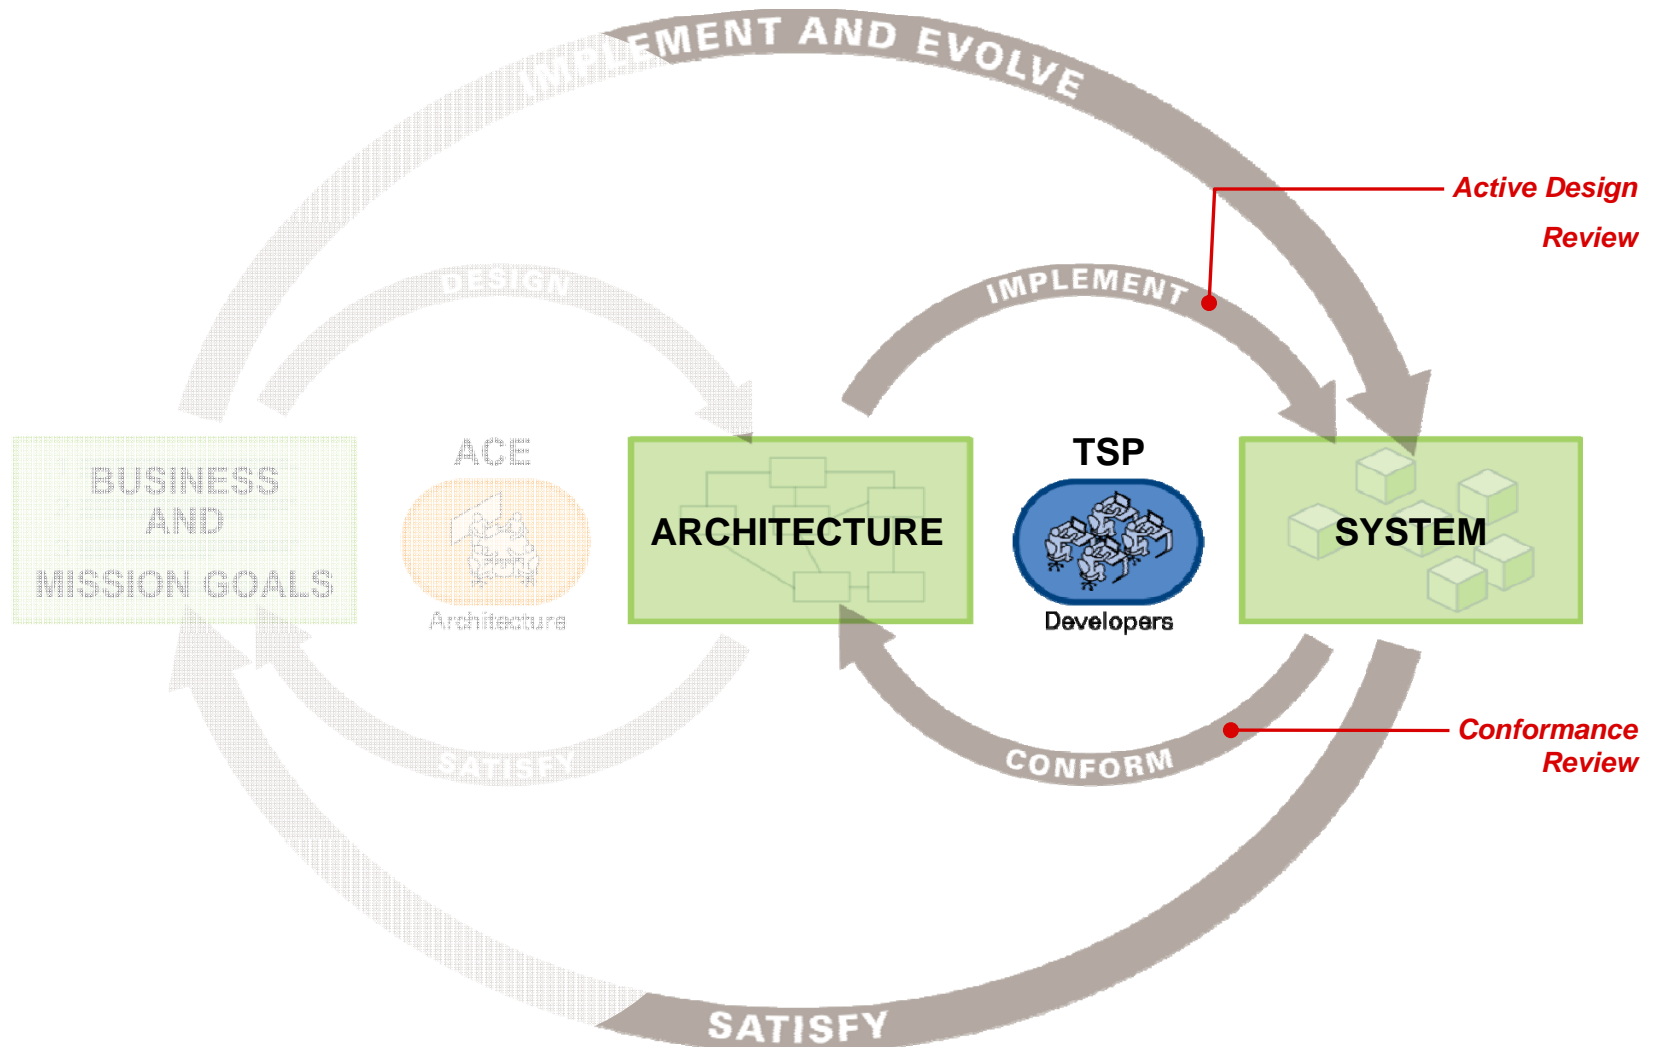 IMPLEMENT AND EVOLVE
Active Design
Review
DESIGN
IMPLEMENT
ACE
TSP
BUSINESS
AND
MISSION GOALS
ARCHITECTURE
SYSTEM
Architecture
Developers
SATISFY
CONFORM
Conformance
Review
SATISFY